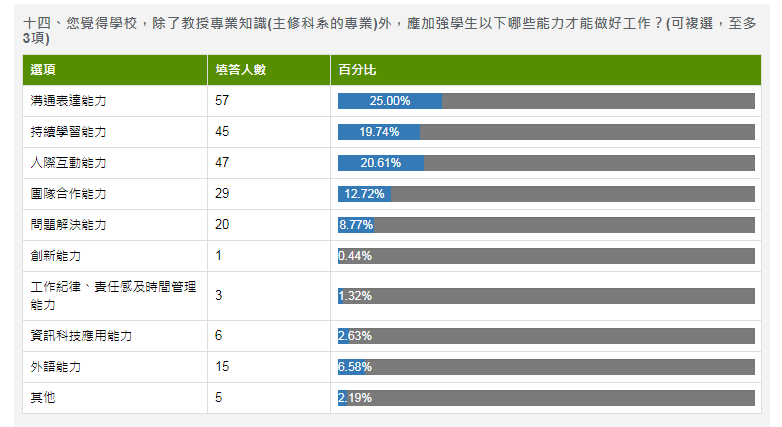 十四、您覺得學校，除了教授專業知識(主修科系的專業)外，應加強學生以下哪些能力才能做好工作？(可複選，至多
3項)
選項 填答人數 百分比
溝通表達能力 57 25.00%
持續學習能力 45 19.74%
人際互動能力 47 20.61%
團隊合作能力 29 12.72%
問題解決能力 20 8.77%
創新能力 1 0.44%
工作紀律、責任感及時間管理
能力 3 1.32%
資訊科技應用能力 6 2.63%
外語能力 15 6.58%
其他 5 2.19%